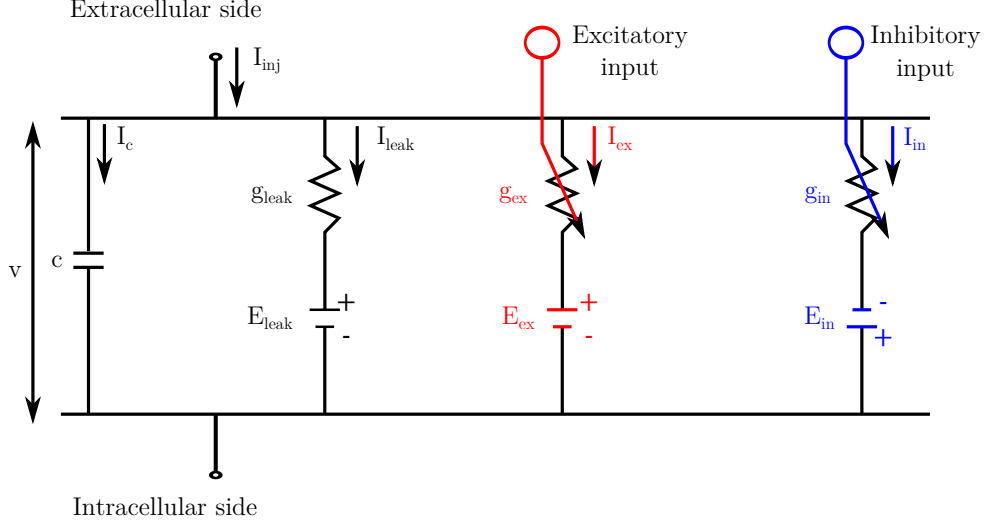 Extracellular side
I_inj
Excitatory
input
Inhibitory
input
I_c
I_leak
I_ex
I_in
g_leak
g_ex
g_in
v
c
E_leak
+
-
E_ex
+
-
E_in
-
+
Intracellular side